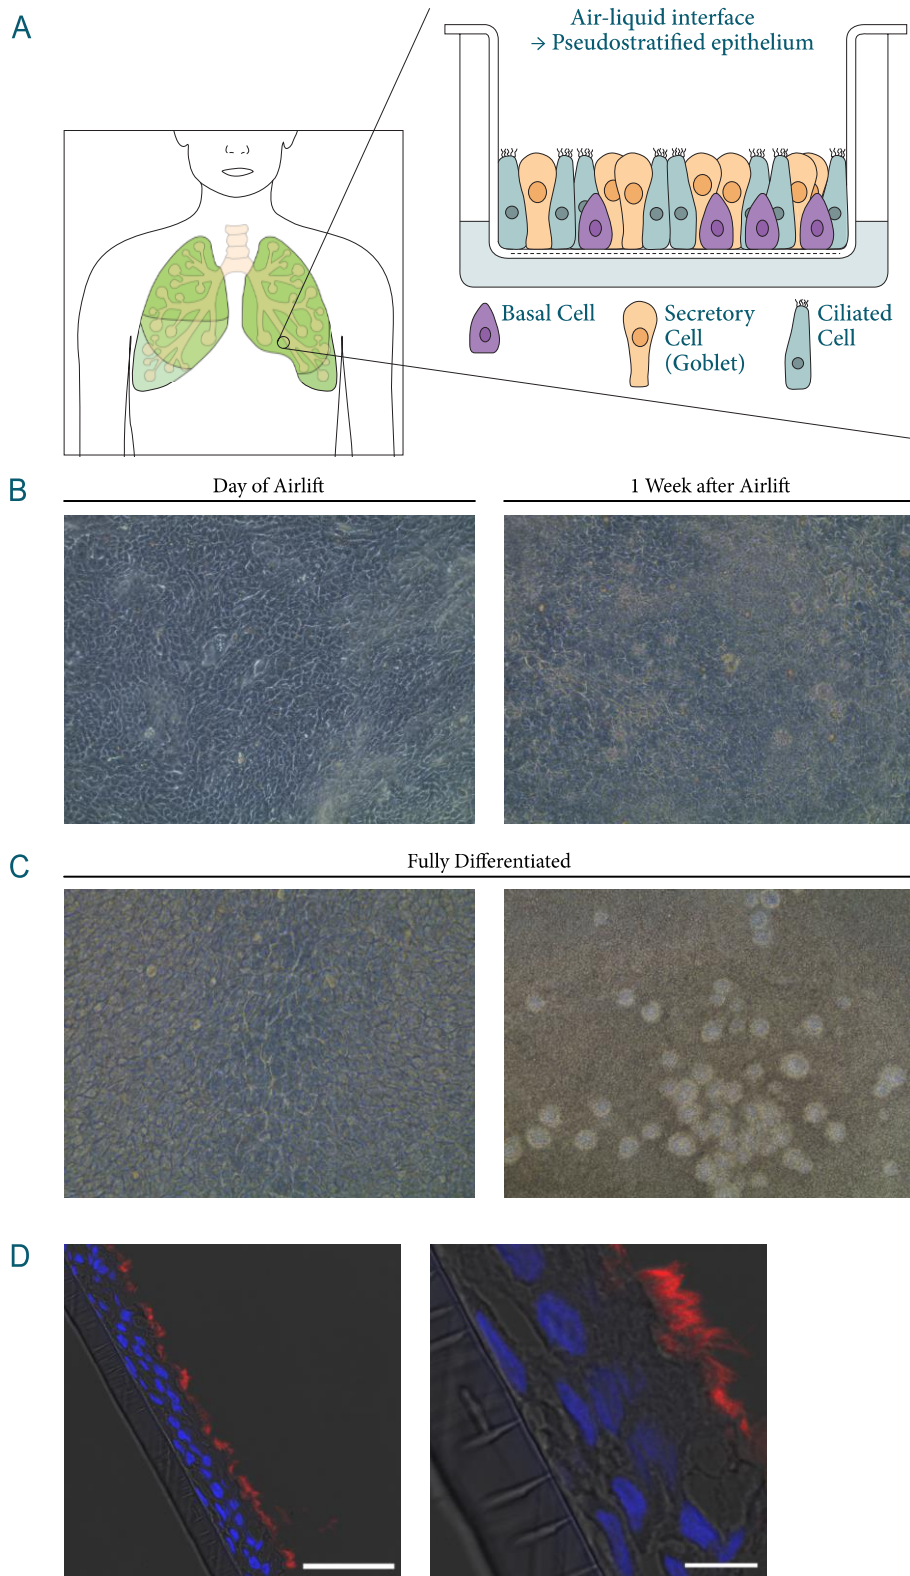 A
Air-liquid interface
→ Pseudostratified epithelium
Basal Cell
Secretory
Cell
(Goblet)
Ciliated
Cell
B
Day of Airlift
1 Week after Airlift
C
Fully Differentiated
D